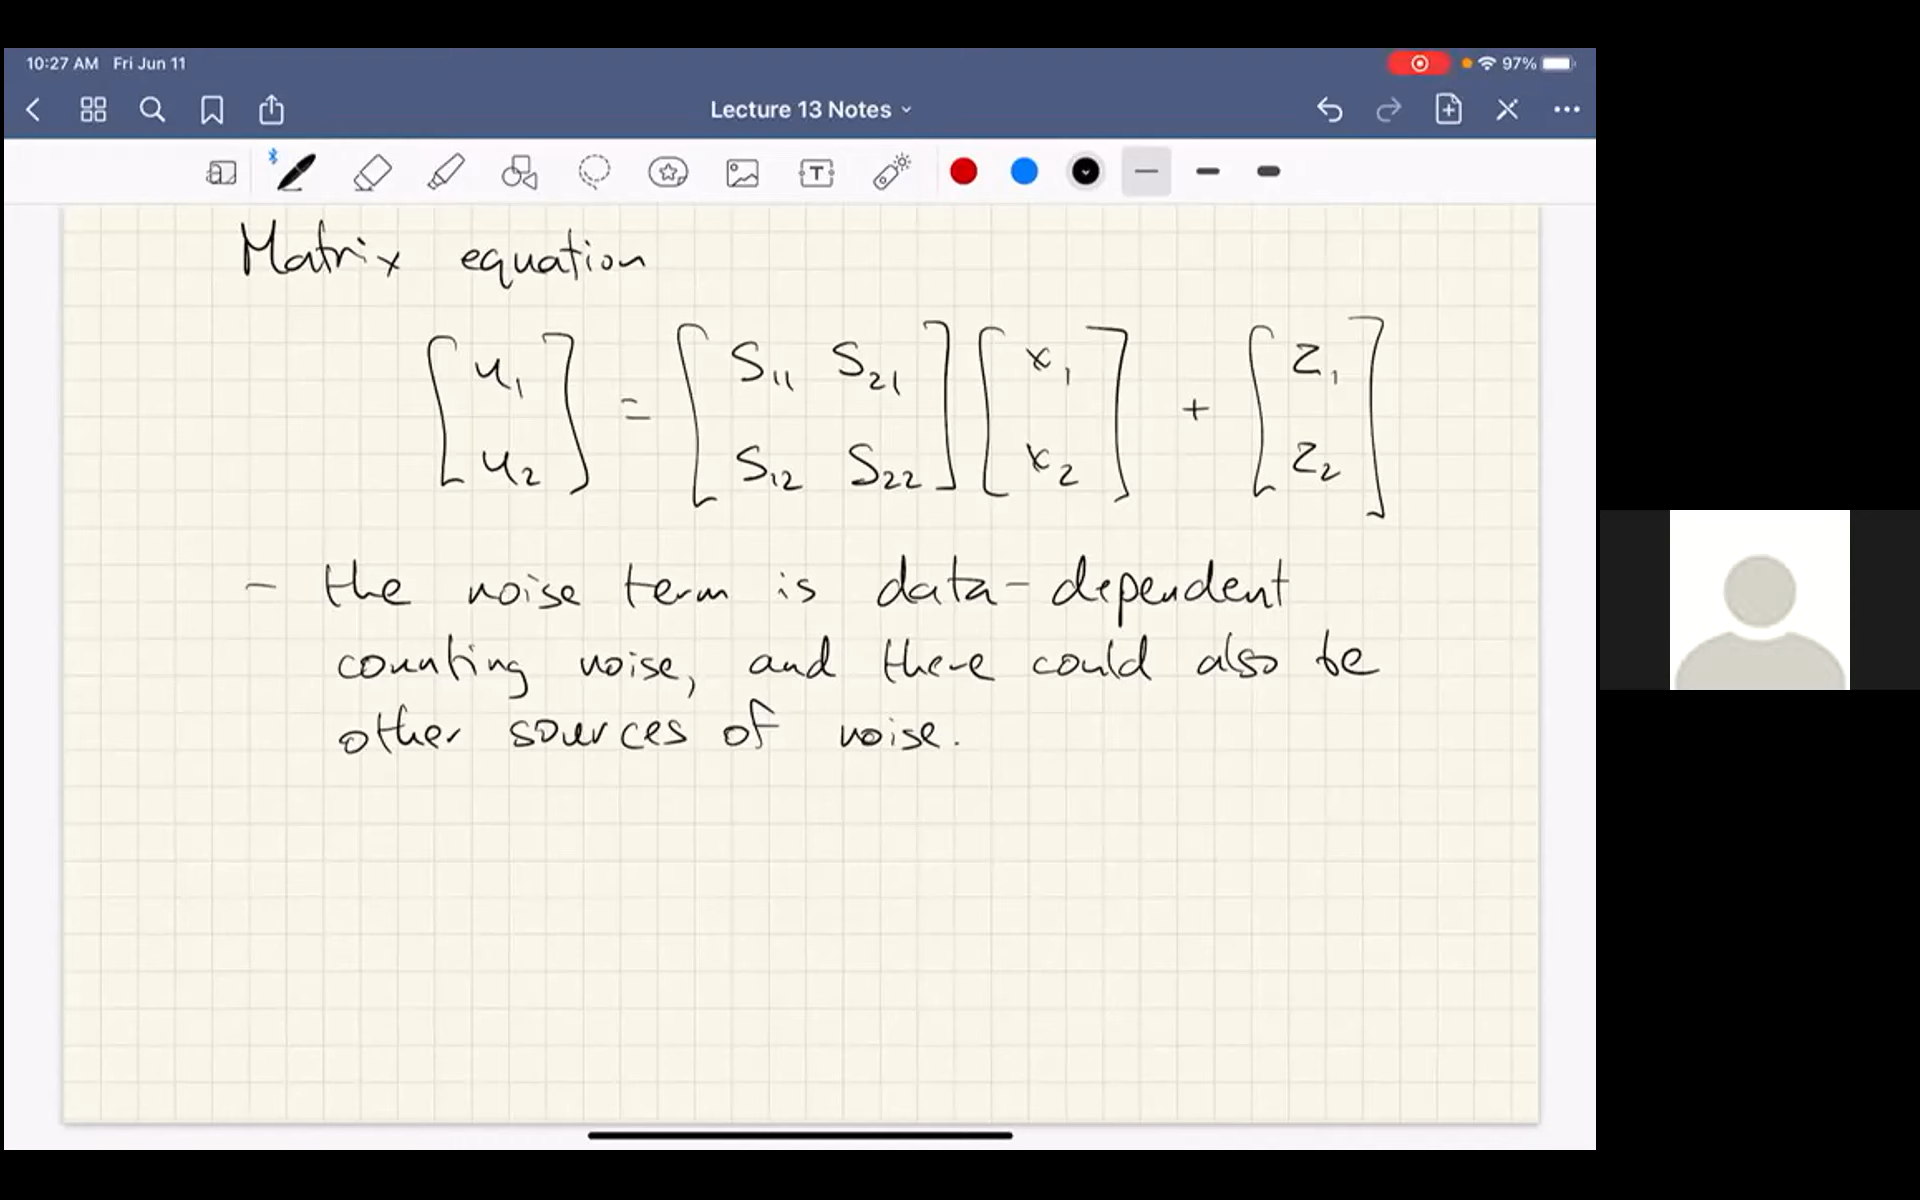 10:27 AM Fri Jun 11
97%
Lecture 13 Notes
T
Matrix equation
[u₁ u₂] = [S₁₁ S₂₁ S₁₂ S₂₂] [x₁ x₂] + [z₁ z₂]
- the noise term is data-dependent
counting noise, and there could also be
other sources of noise.